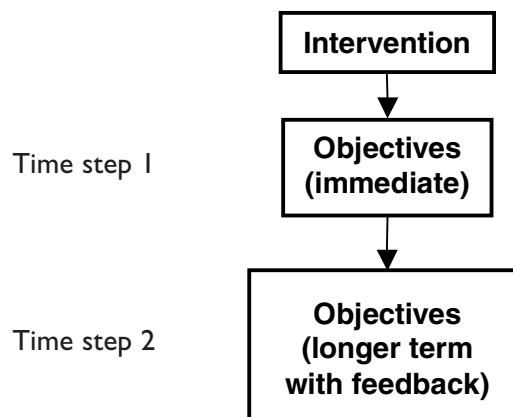 Intervention
Time step 1
Objectives
(immediate)
Time step 2
Objectives
(longer term
with feedback)